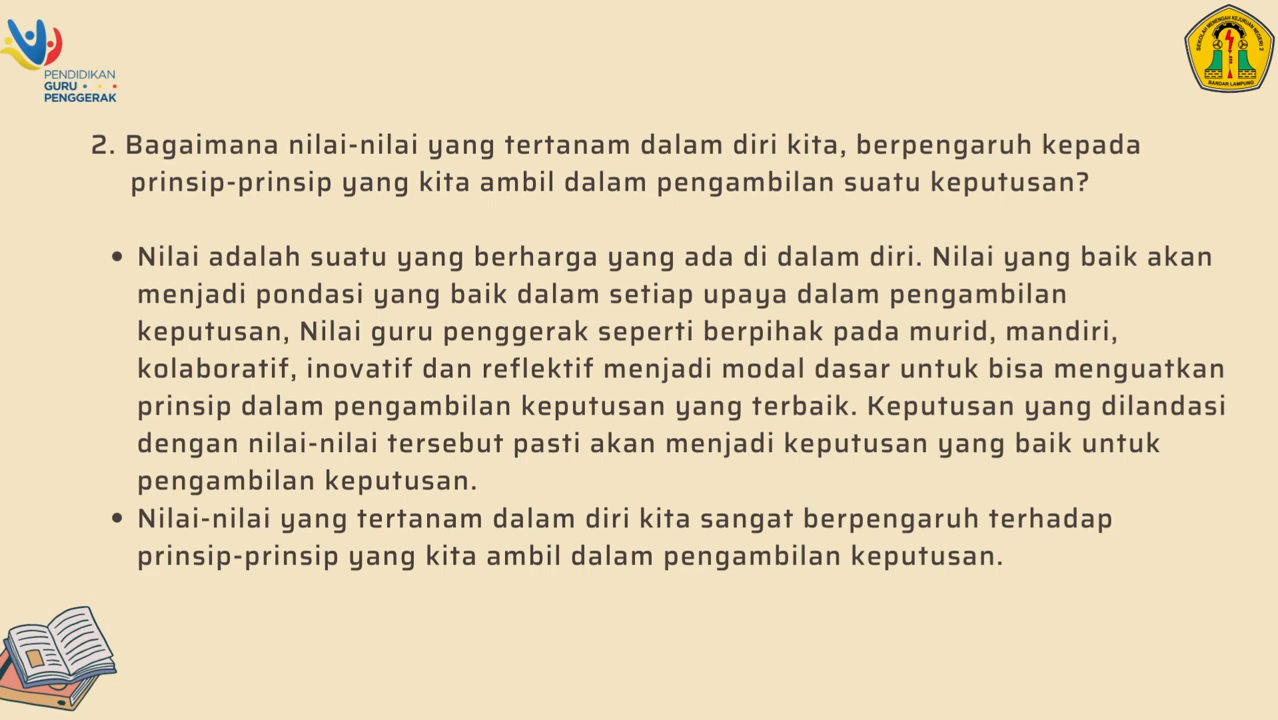 PENDIDIKAN
GURU
PENGGERAK
SEKOLAH MENENGAH KEJURUAN NEGERI 2
BANDAR LAMPUNG
2. Bagaimana nilai-nilai yang tertanam dalam diri kita, berpengaruh kepada
prinsip-prinsip yang kita ambil dalam pengambilan suatu keputusan?
• Nilai adalah suatu yang berharga yang ada di dalam diri. Nilai yang baik akan
menjadi pondasi yang baik dalam setiap upaya dalam pengambilan
keputusan, Nilai guru penggerak seperti berpihak pada murid, mandiri,
kolaboratif, inovatif dan reflektif menjadi modal dasar untuk bisa menguatkan
prinsip dalam pengambilan keputusan yang terbaik. Keputusan yang dilandasi
dengan nilai-nilai tersebut pasti akan menjadi keputusan yang baik untuk
pengambilan keputusan.
• Nilai-nilai yang tertanam dalam diri kita sangat berpengaruh terhadap
prinsip-prinsip yang kita ambil dalam pengambilan keputusan.